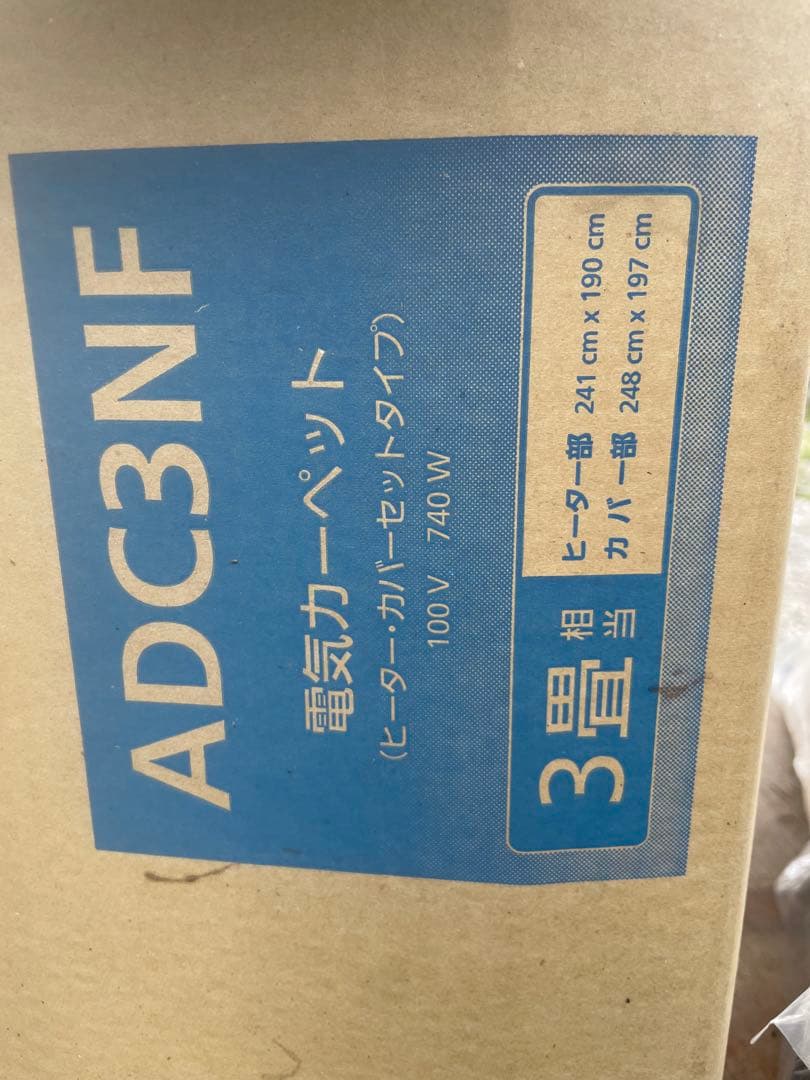 ADC3NF
電気カーペット
(ヒーター・カバーセットタイプ)
100 V 740 W
3畳相当
ヒーター部 241 cm x 190 cm
カバー部 248 cm x 197 cm